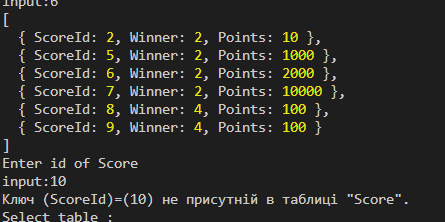 input:6
[
  { ScoreId: 2, Winner: 2, Points: 10 },
  { ScoreId: 5, Winner: 2, Points: 1000 },
  { ScoreId: 6, Winner: 2, Points: 2000 },
  { ScoreId: 7, Winner: 2, Points: 10000 },
  { ScoreId: 8, Winner: 4, Points: 100 },
  { ScoreId: 9, Winner: 4, Points: 100 }
]
Enter id of Score
input:10
Ключ (ScoreId)=(10) не присутній в таблиці "Score".
Select table :